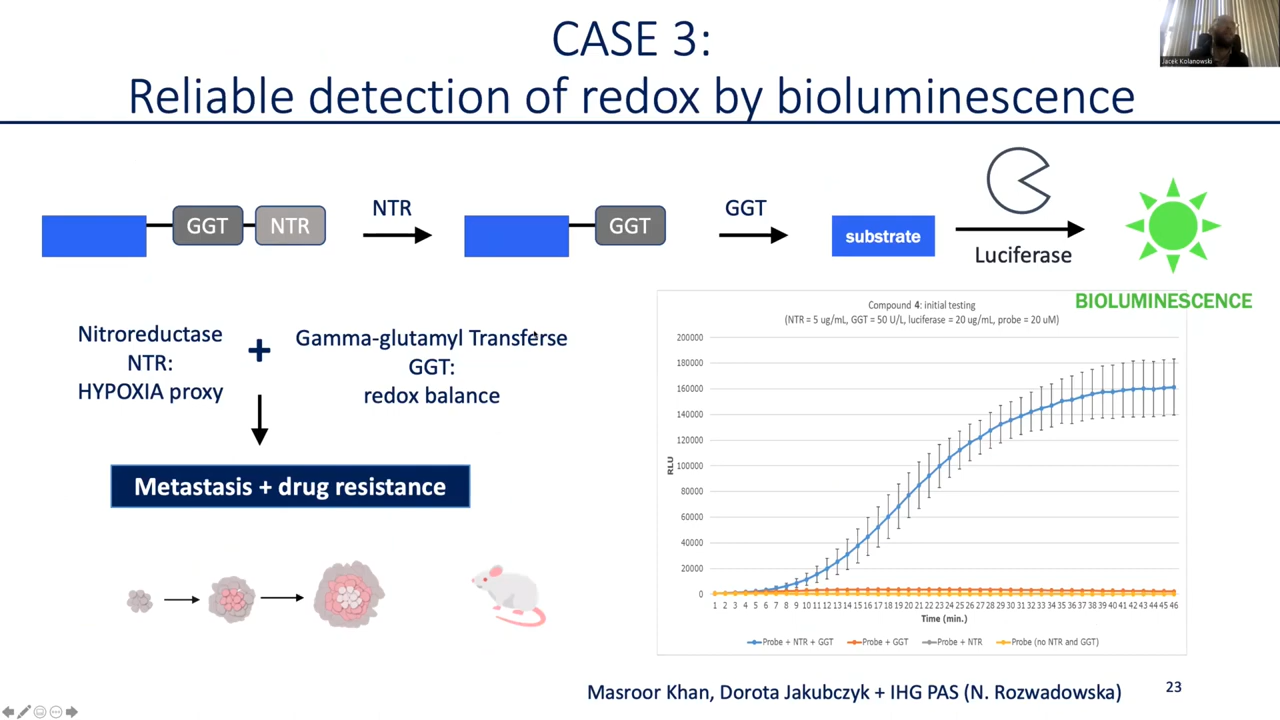 CASE 3:
Reliable detection of redox by bioluminescence
Jacek Kolanowski
GGT
NTR
NTR
GGT
GGT
substrate
Luciferase
BIOLUMINESCENCE
Nitroreductase
NTR:
HYPOXIA proxy
+
Gamma-glutamyl Transferse
GGT:
redox balance
Metastasis + drug resistance
Compound 4: initial testing
(NTR = 5 ug/mL, GGT = 50 U/L, luciferase = 20 ug/mL, probe = 20 uM)
RLU
200000
180000
160000
140000
120000
100000
80000
60000
40000
20000
0
1 2 3 4 5 6 7 8 9 10 11 12 13 14 15 16 17 18 19 20 21 22 23 24 25 26 27 28 29 30 31 32 33 34 35 36 37 38 39 40 41 42 43 44 45 46
Time (min.)
Probe + NTR + GGT Probe + GGT Probe + NTR Probe (no NTR and GGT)
Masroor Khan, Dorota Jakubczyk + IHG PAS (N. Rozwadowska)
23